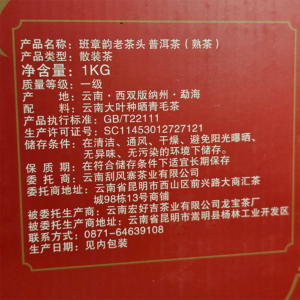 产品名称：班章韵老茶头 普洱茶（熟茶）
产品类型：散装茶
净含量：1KG
质量等级：一级
产　　地：云南·西双版纳州·勐海
配　　料：云南大叶种晒青毛茶
产品执行标准：GB/T22111
生产许可证号：SC11453012727121
储存条件：在清洁、通风、干燥、避免阳光曝晒、
无异味、无污染的环境下储存。
保 质 期：在符合储存条件下适宜长期保存
委 托 商：云南刮风寨茶业有限公司
委托商地址：云南省昆明市西山区前兴路大商汇茶
城98栋13号商铺
被委托生产商：云南宏好吉茶业有限公司龙宝茶厂
被委托生产商地址：云南省昆明市嵩明县杨林工业开发区
联系方式：0871-64639108
生产日期：见内包装